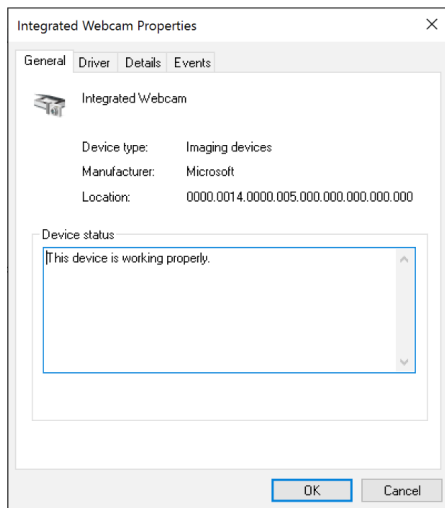 Integrated Webcam Properties
General Driver Details Events
Integrated Webcam
Device type: Imaging devices
Manufacturer: Microsoft
Location: 0000.0014.0000.005.000.000.000.000.000
Device status
This device is working properly.
OK Cancel